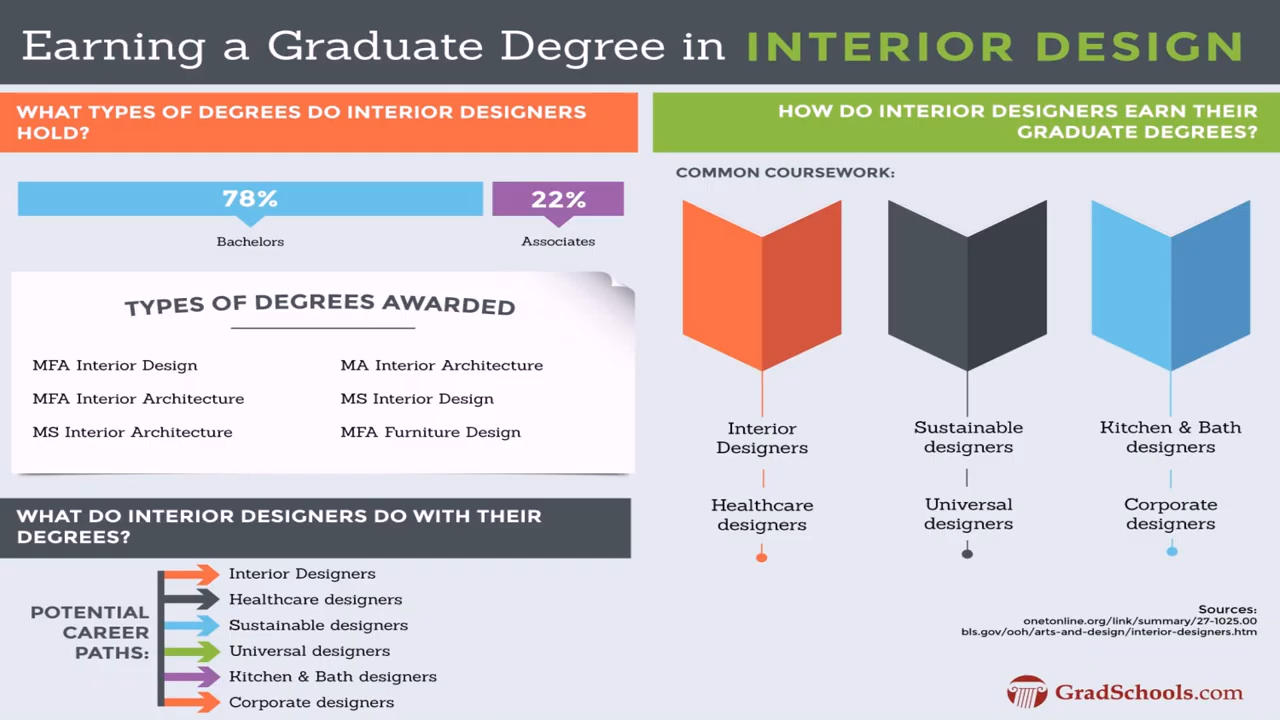 Earning a Graduate Degree in INTERIOR DESIGN
WHAT TYPES OF DEGREES DO INTERIOR DESIGNERS
HOLD?
78%
22%
Bachelors
Associates
TYPES OF DEGREES AWARDED
MFA Interior Design
MA Interior Architecture
MFA Interior Architecture
MS Interior Design
MS Interior Architecture
MFA Furniture Design
WHAT DO INTERIOR DESIGNERS DO WITH THEIR
DEGREES?
POTENTIAL
CAREER
PATHS:
Interior Designers
Healthcare designers
Sustainable designers
Universal designers
Kitchen & Bath designers
Corporate designers
HOW DO INTERIOR DESIGNERS EARN THEIR
GRADUATE DEGREES?
COMMON COURSEWORK:
Interior
Designers
Healthcare
designers
Sustainable
designers
Universal
designers
Kitchen & Bath
designers
Corporate
designers
Sources:
onetonline.org/link/summary/27-1025.00
bls.gov/ooh/arts-and-design/interior-designers.htm
GradSchools.com